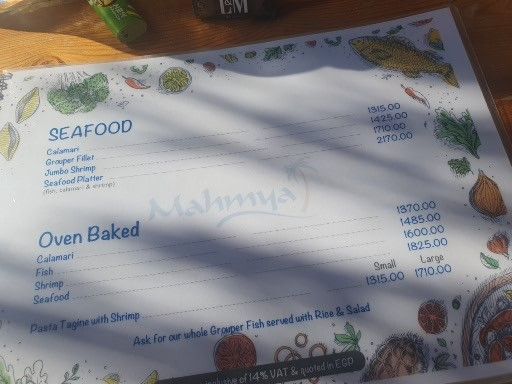 L&M
SEAFOOD
Calamari 1315.00
Grouper Fillet 1425.00
Jumbo Shrimp 1710.00
Seafood Platter 2170.00
(fish, calamari & shrimp)
Mahmya
Oven Baked
Calamari 1370.00
Fish 1485.00
Shrimp 1600.00
Seafood 1825.00
Small Large
Pasta Tagine with Shrimp 1315.00 1710.00
Ask for our whole Grouper Fish served with Rice & Salad
of 14% VAT & quoted in EGP